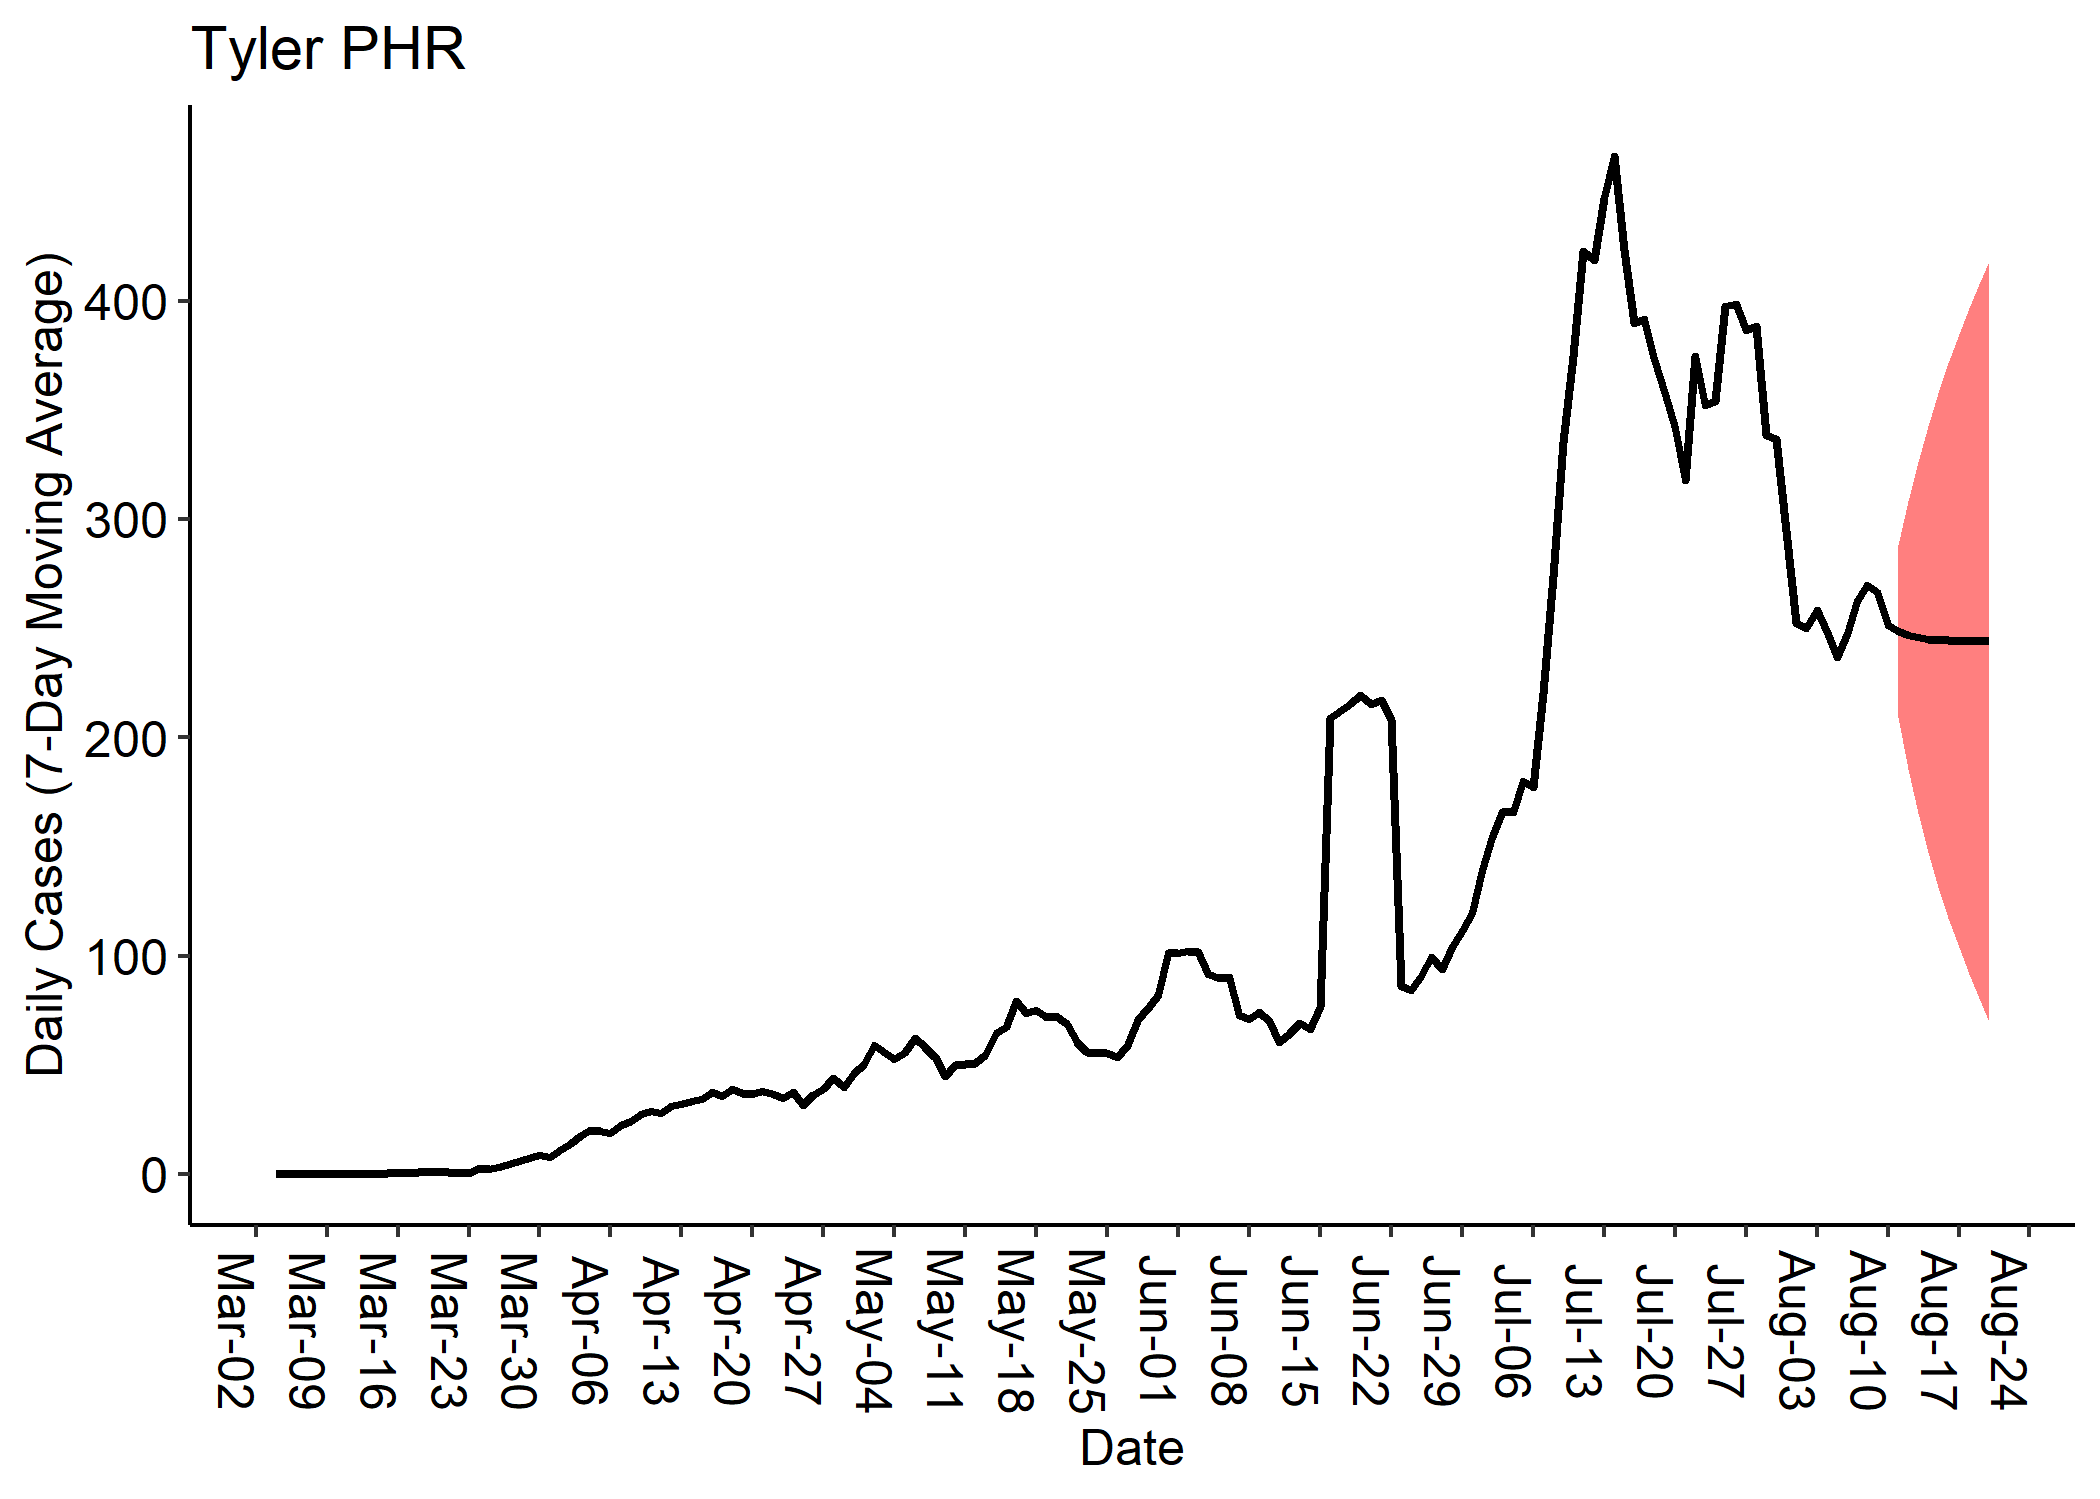 Tyler PHR
Daily Cases (7-Day Moving Average)
400
300
200
100
0
Mar-02
Mar-09
Mar-16
Mar-23
Mar-30
Apr-06
Apr-13
Apr-20
Apr-27
May-04
May-11
May-18
May-25
Jun-01
Jun-08
Jun-15
Jun-22
Jun-29
Jul-06
Jul-13
Jul-20
Jul-27
Aug-03
Aug-10
Aug-17
Aug-24
Date